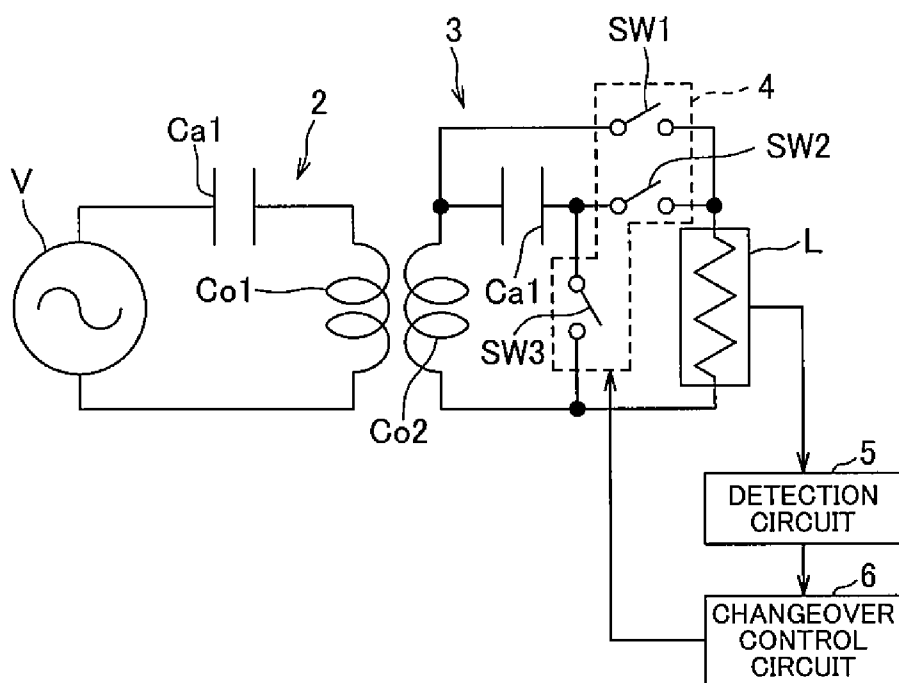 SW1
3
4
2
Ca1
SW2
V
L
Co1
Ca1
SW3
Co2
5
DETECTION
CIRCUIT
6
CHANGEOVER
CONTROL
CIRCUIT